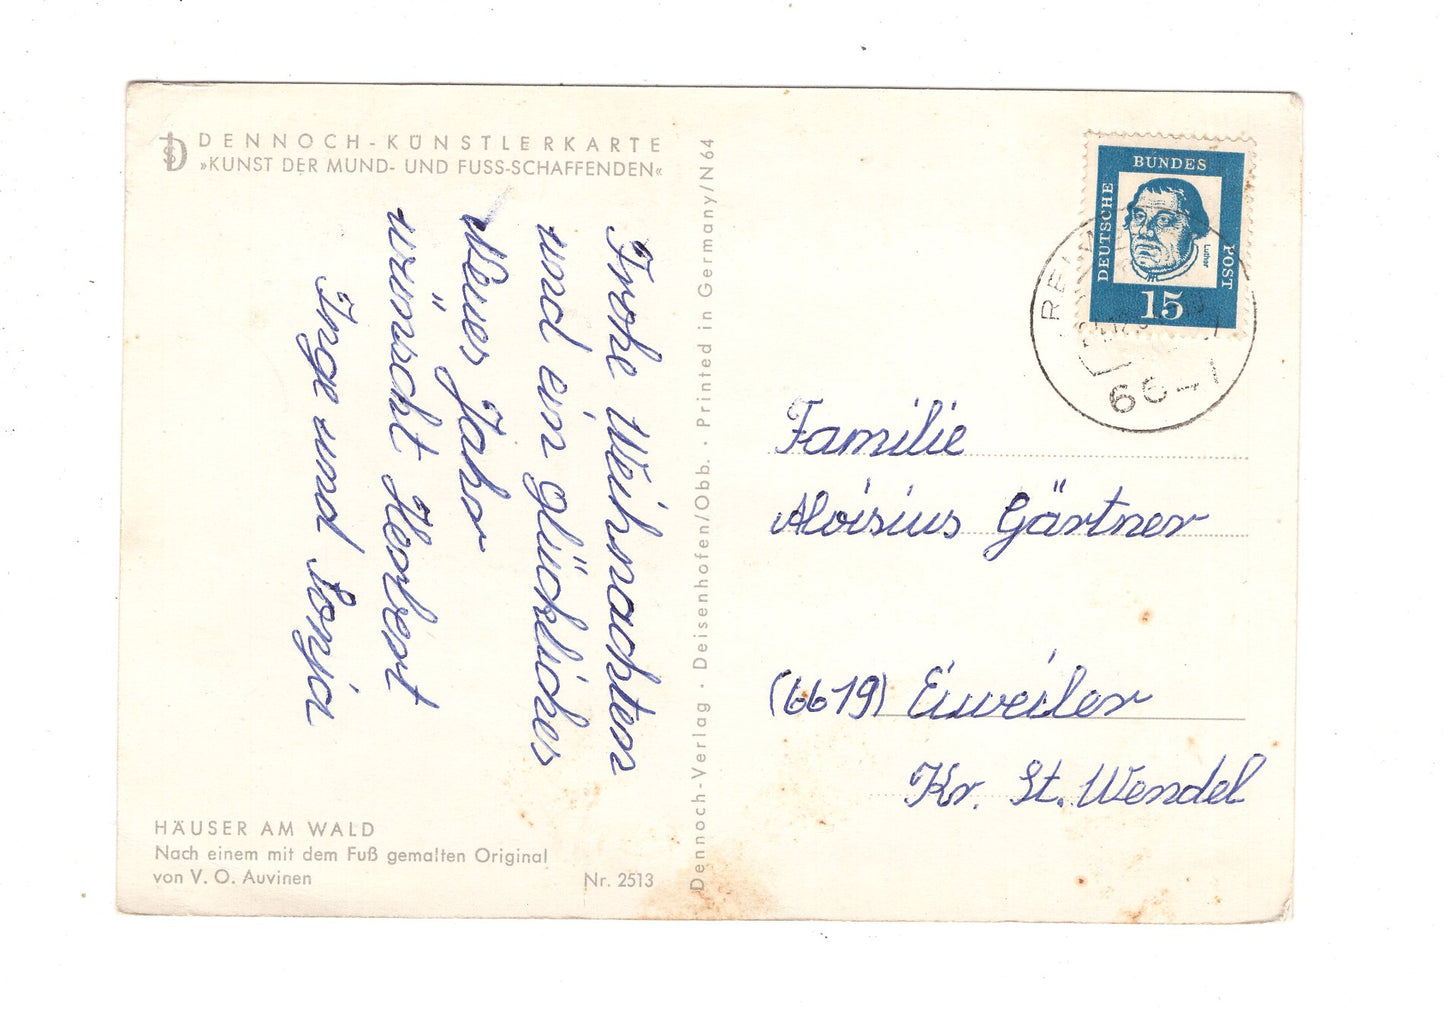 DENNOCH-KÜNSTLERKARTE
»KUNST DER MUND- UND FUSS-SCHAFFENDEN«
Frohe Weihnachten
und ein glückliches
Neues Jahr
wünscht Herbert
Inge und Sonja
HÄUSER AM WALD
Nach einem mit dem Fuß gemalten Original
von V. O. Auvinen
Nr. 2513
Dennoch-Verlag · Deisenhofen/Obb. · Printed in Germany/N 64
DEUTSCHE
BUNDES
POST
Luther
15
66
Familie
Aloisius Gärtner
(6619) Eiweiler
Kr. St. Wendel